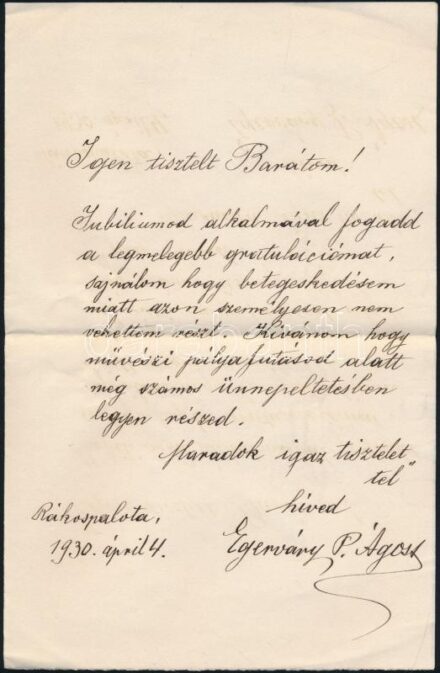 Igen tisztelt Barátom!
Jubiliumod alkalmával fogadd
a legmelegebb gratulációmat,
sajnálom hogy betegeskedésem
miatt azon személyesen nem
vehettem részt. Kivánom hogy
művészi pályafutásod alatt
még számos ünnepeltetésben
legyen részed.
Maradok igaz tisztelet
tel"
híved
Rákospalota,
1930. ápril 4.
Egerváry P. Ágost